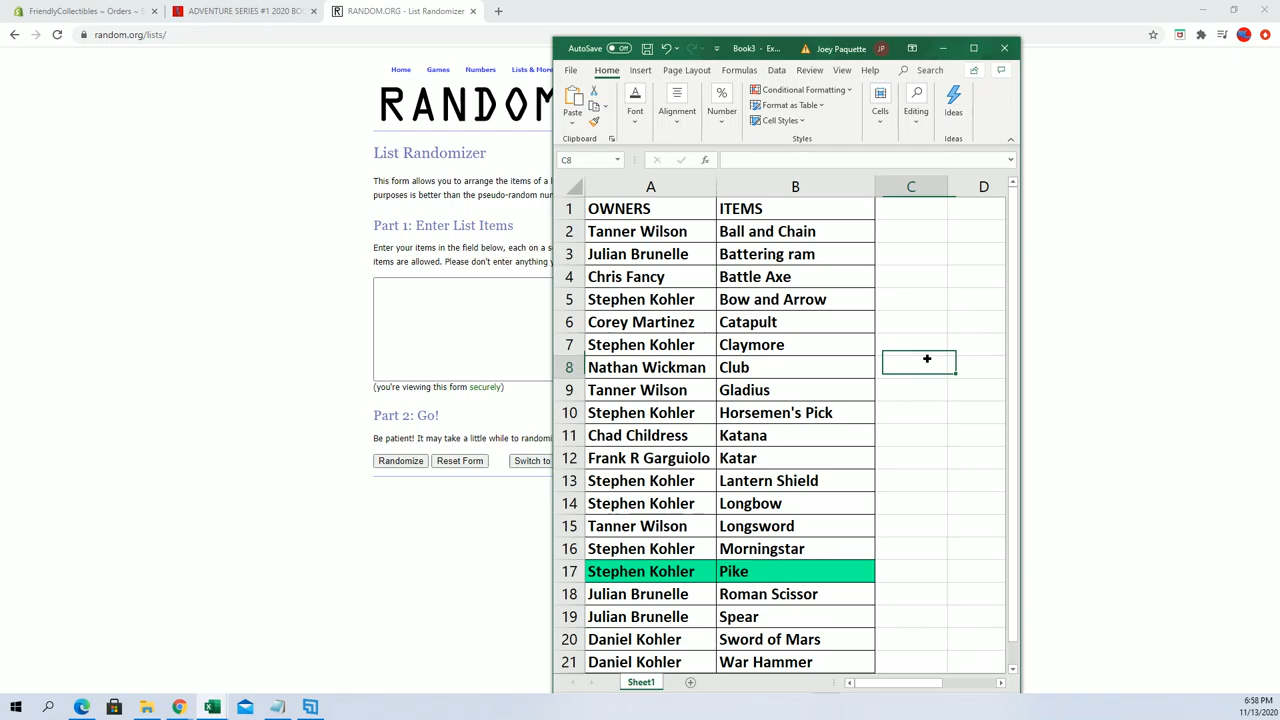 FriendlyCollectibles ~ Orders ~ S
ADVENTURE SERIES #1 2020 BO
RANDOM.ORG - List Randomizer
random.org/lists/
Home Games Numbers Lists & More
RANDOM
List Randomizer
This form allows you to arrange the items of a
purposes is better than the pseudo-random nu
Part 1: Enter List Items
Enter your items in the field below, each on a s
items are allowed. Please don't enter anything
(you're viewing this form securely)
Part 2: Go!
Be patient! It may take a little while to randomi
Randomize Reset Form Switch to
AutoSave Off Book3 - Ex... Joey Paquette JP
File Home Insert Page Layout Formulas Data Review View Help Search
Paste Font Alignment Number Conditional Formatting Format as Table Cell Styles Cells Editing Ideas
Clipboard Styles Ideas
C8 fx
A B C D
1 OWNERS ITEMS
2 Tanner Wilson Ball and Chain
3 Julian Brunelle Battering ram
4 Chris Fancy Battle Axe
5 Stephen Kohler Bow and Arrow
6 Corey Martinez Catapult
7 Stephen Kohler Claymore
8 Nathan Wickman Club
9 Tanner Wilson Gladius
10 Stephen Kohler Horsemen's Pick
11 Chad Childress Katana
12 Frank R Garguiolo Katar
13 Stephen Kohler Lantern Shield
14 Stephen Kohler Longbow
15 Tanner Wilson Longsword
16 Stephen Kohler Morningstar
17 Stephen Kohler Pike
18 Julian Brunelle Roman Scissor
19 Julian Brunelle Spear
20 Daniel Kohler Sword of Mars
21 Daniel Kohler War Hammer
Sheet1
6:58 PM
11/13/2020